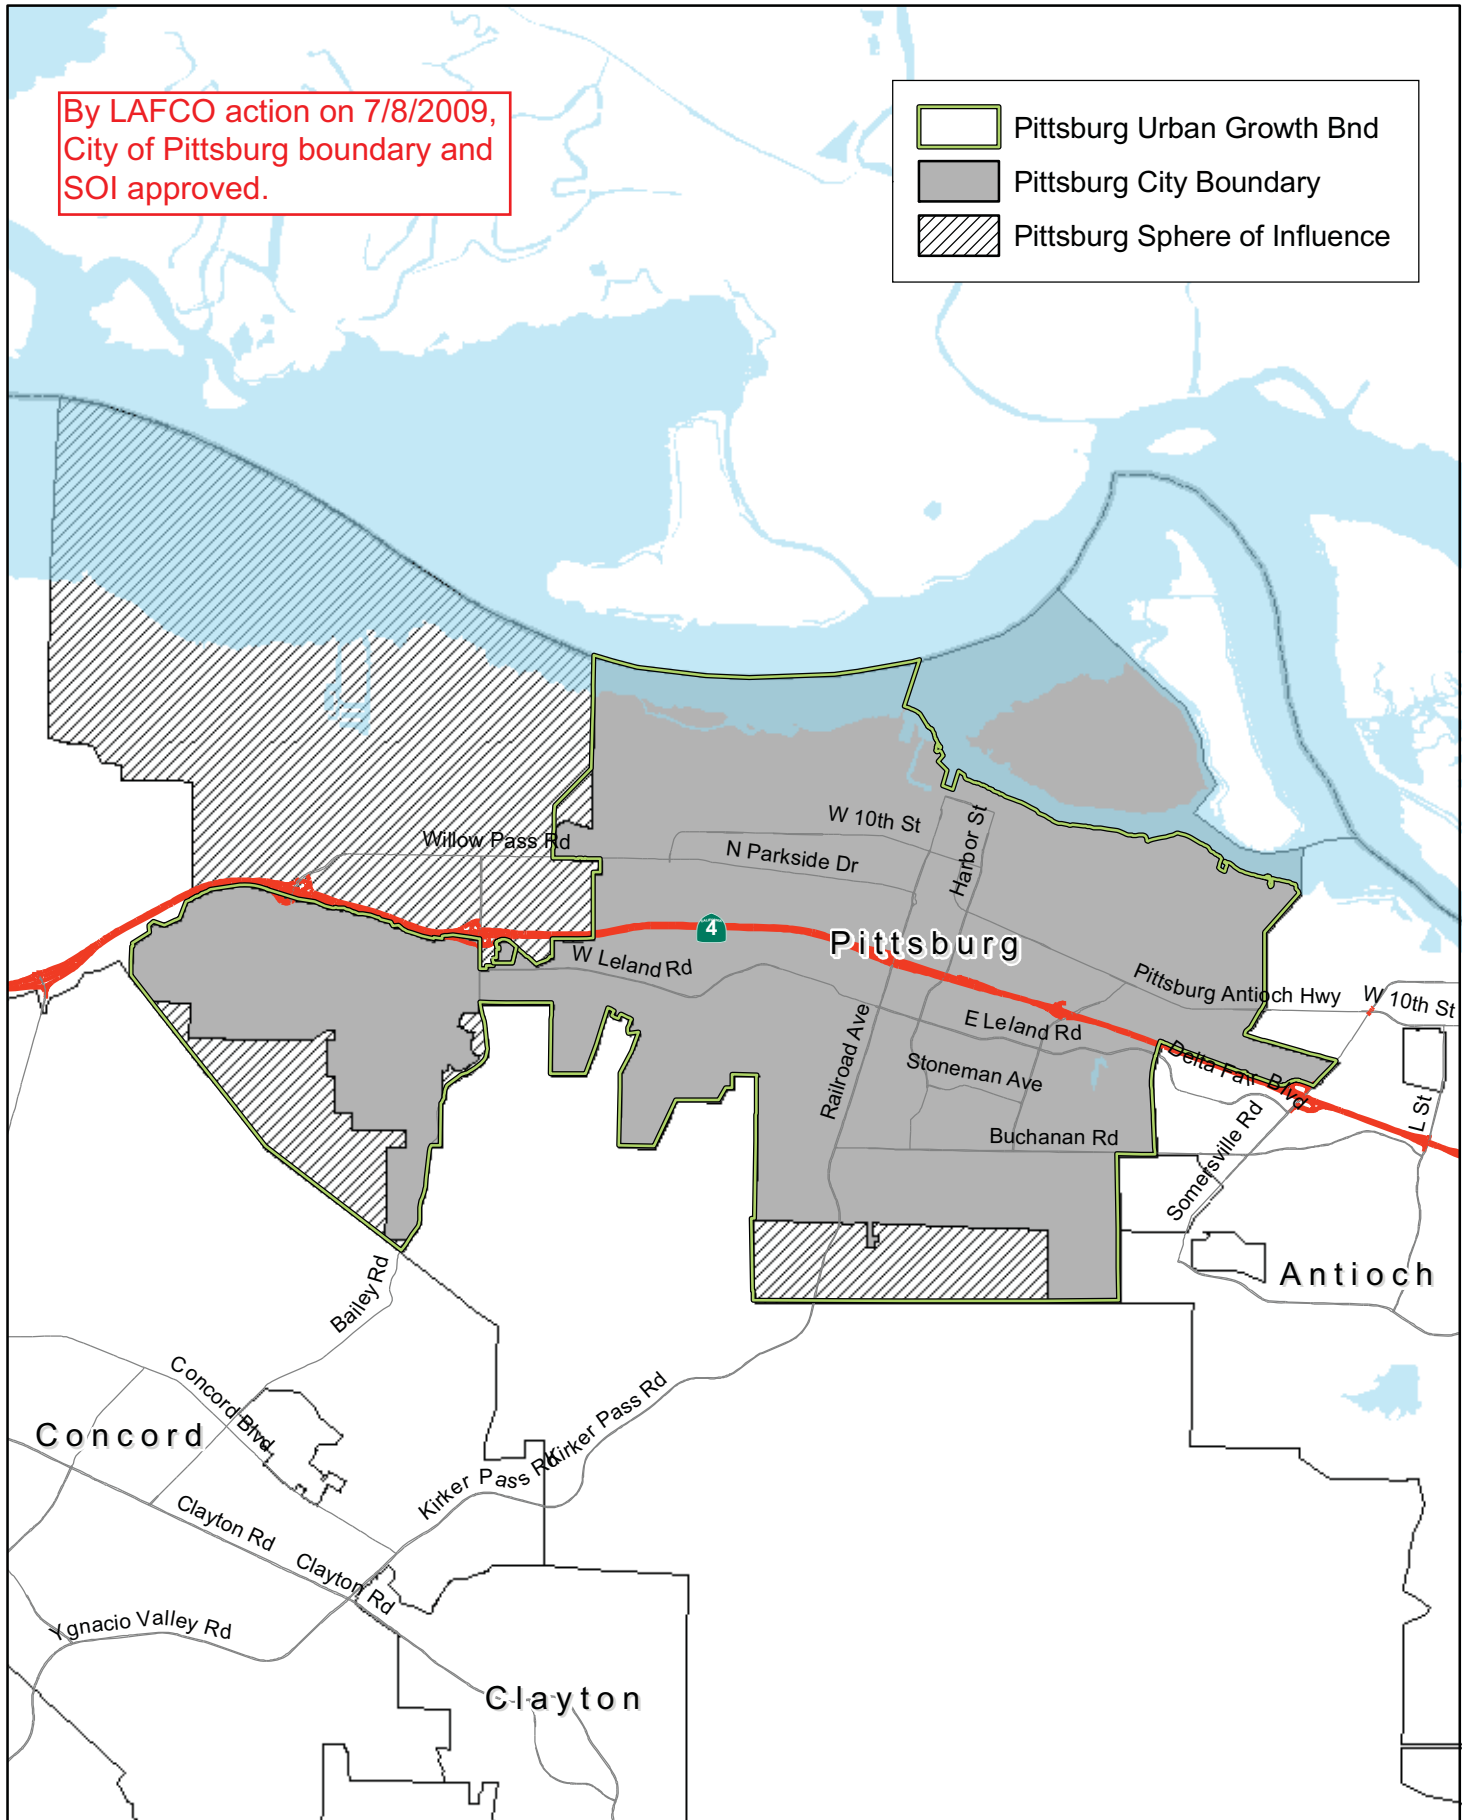 By LAFCO action on 7/8/2009,
City of Pittsburg boundary and
SOI approved.
Pittsburg Urban Growth Bnd
Pittsburg City Boundary
Pittsburg Sphere of Influence
W 10th St
Willow Pass Rd
N Parkside Dr
Harbor St
4
Pittsburg
W Leland Rd
Pittsburg Antioch Hwy
W 10th St
E Leland Rd
Railroad Ave
Stoneman Ave
Delta Fair Blvd
L St
Buchanan Rd
Somersville Rd
Antioch
Bailey Rd
Concord Blvd
Concord
Kirker Pass Rd
Kirker Pass Rd
Clayton Rd
Clayton Rd
Ygnacio Valley Rd
Clayton